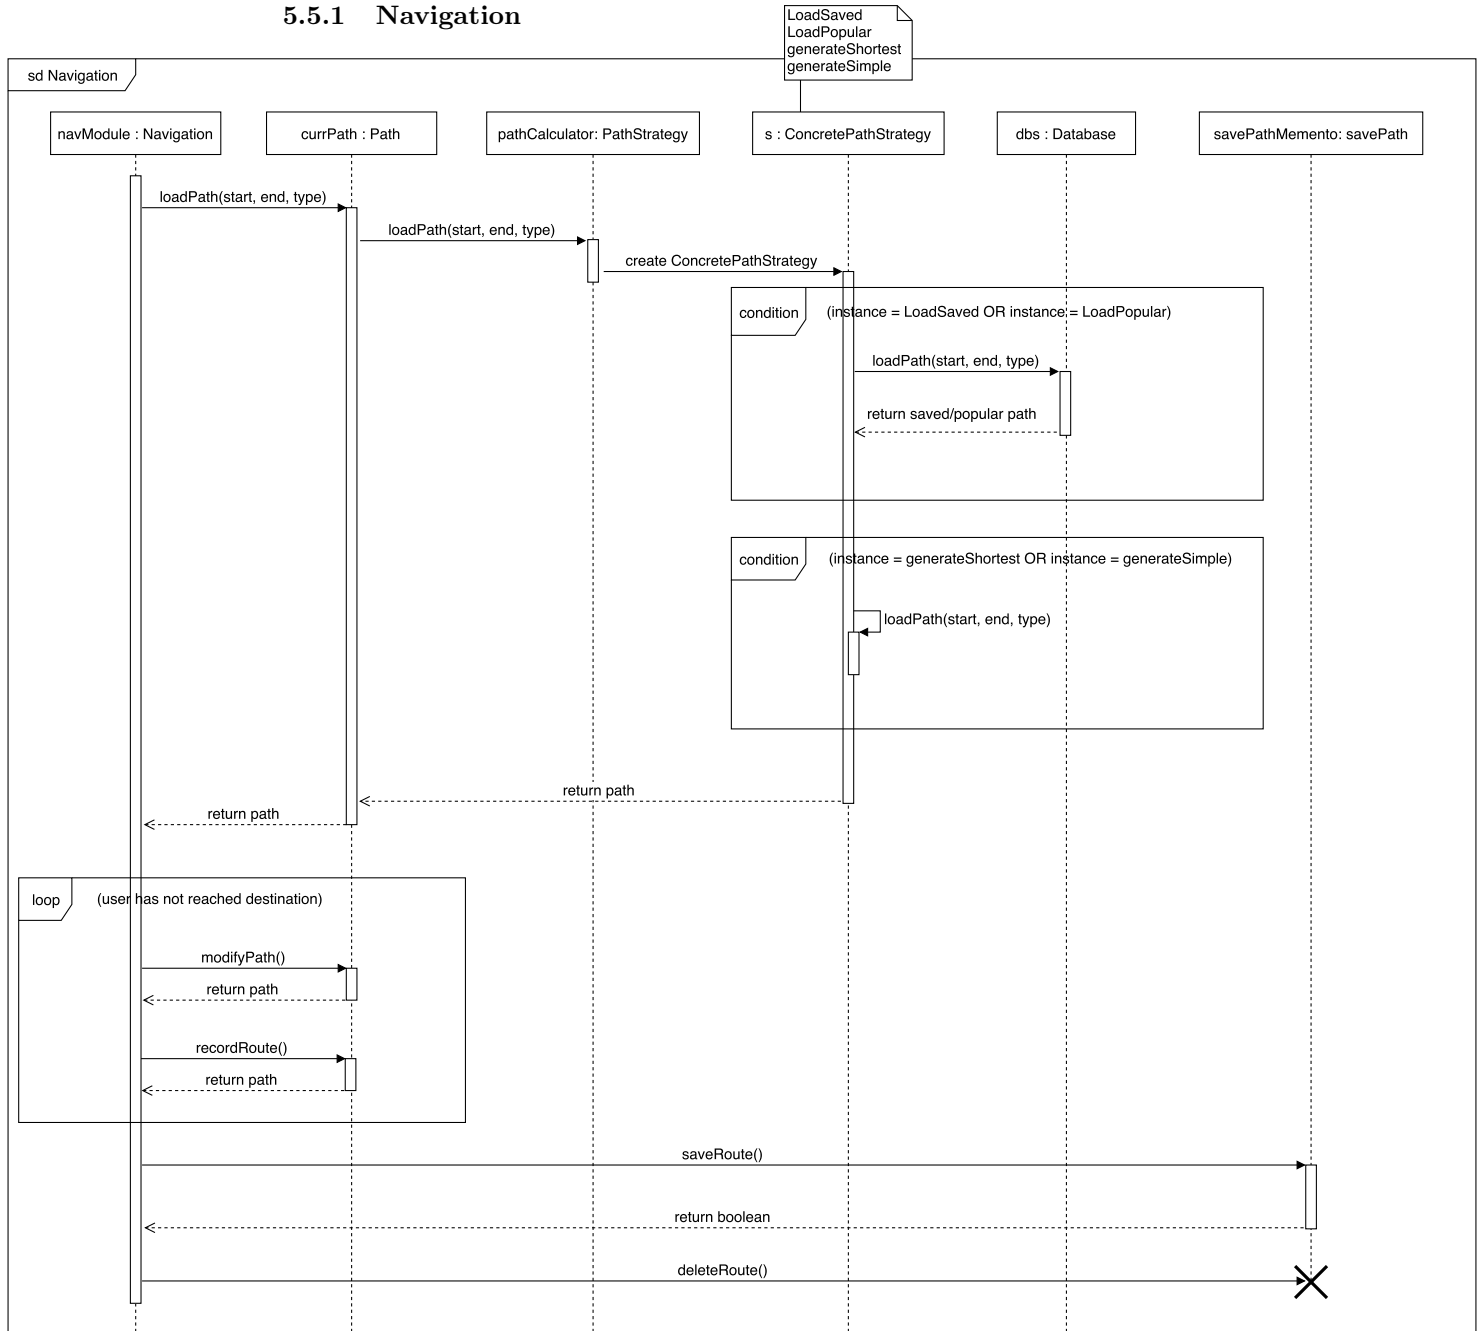 5.5.1 Navigation
LoadSaved
LoadPopular
generateShortest
generateSimple
sd Navigation
navModule : Navigation
currPath : Path
pathCalculator: PathStrategy
s : ConcretePathStrategy
dbs : Database
savePathMemento: savePath
loadPath(start, end, type)
loadPath(start, end, type)
create ConcretePathStrategy
condition
(instance = LoadSaved OR instance = LoadPopular)
loadPath(start, end, type)
return saved/popular path
condition
(instance = generateShortest OR instance = generateSimple)
loadPath(start, end, type)
return path
return path
loop
(user has not reached destination)
modifyPath()
return path
recordRoute()
return path
saveRoute()
return boolean
deleteRoute()